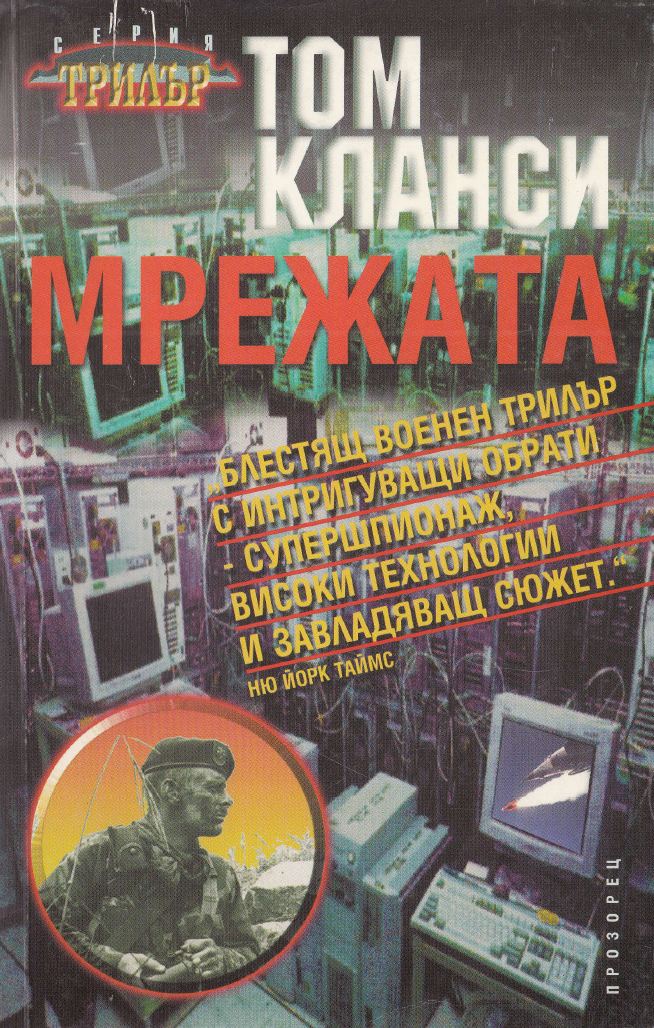 СЕРИЯ
ТРИЛЪР
ТОМ
КЛАНСИ
МРЕЖАТА
„БЛЕСТЯЩ ВОЕНЕН ТРИЛЪР
С ИНТРИГУВАЩИ ОБРАТИ
- СУПЕРШПИОНАЖ,
ВИСОКИ ТЕХНОЛОГИИ
И ЗАВЛАДЯВАЩ СЮЖЕТ.“
НЮ ЙОРК ТАЙМС
ПРОЗОРЕЦ